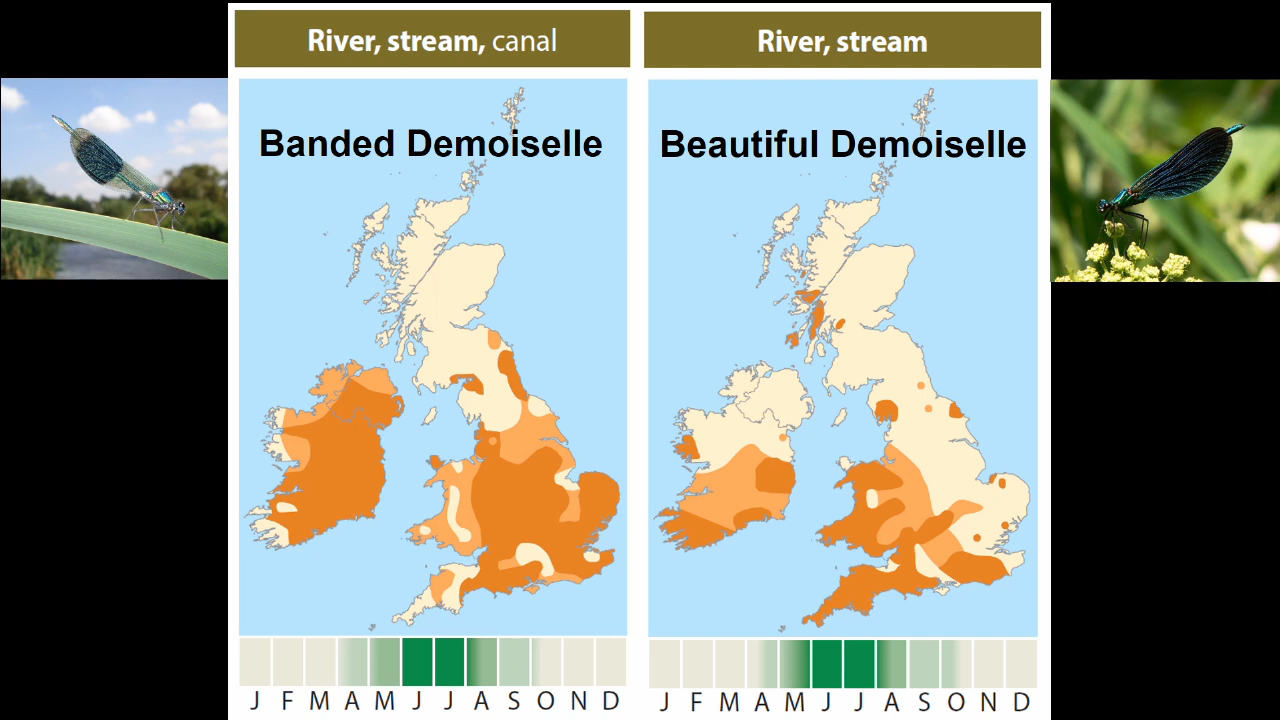 River, stream, canal
Banded Demoiselle
J F M A M J J A S O N D
River, stream
Beautiful Demoiselle
J F M A M J J A S O N D